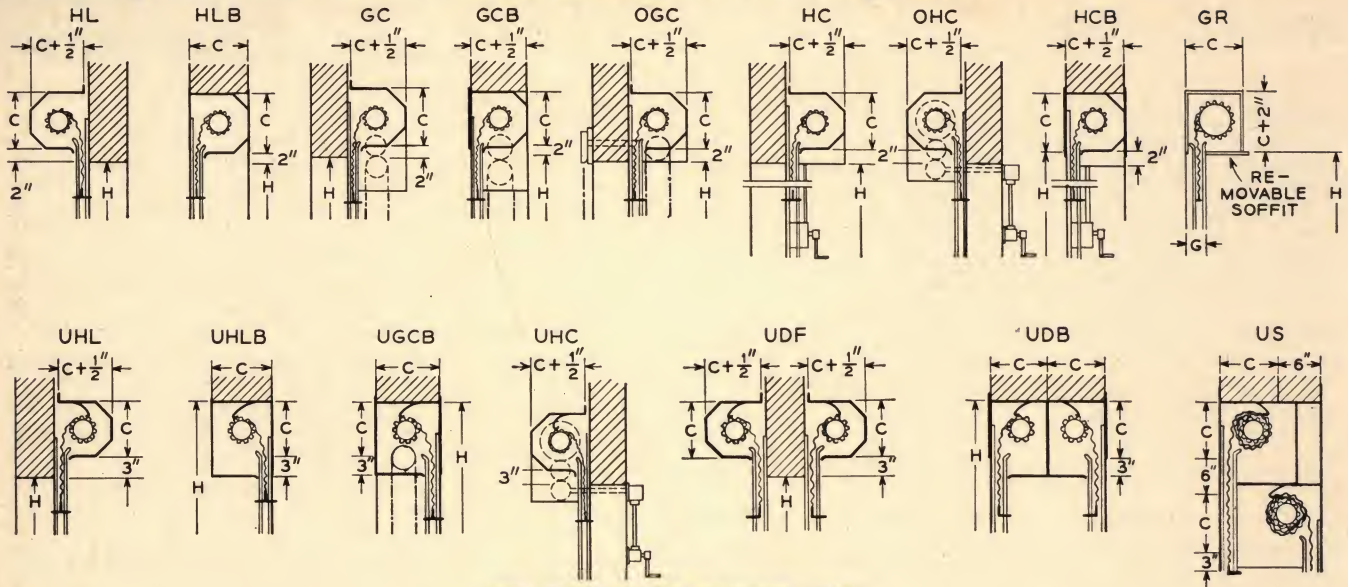 HL HLB GC GCB OGC HC OHC HCB GR
C+½" C C+½" C+½" C+½" C+½" C+½" C+½" C
C C C C C C C C C+2"
2" 2" 2" 2" 2" 2" 2" 2"
H H H H H H H H H
RE-
MOVABLE
SOFFIT
G
UHL UHLB UGCB UHC UDF UDB US
C+½" C C C+½" C+½" C+½" C C C 6"
C C C C C C C C
3" 3" 3" 3" 3" 3" 6"
H H H H H H
C
3"